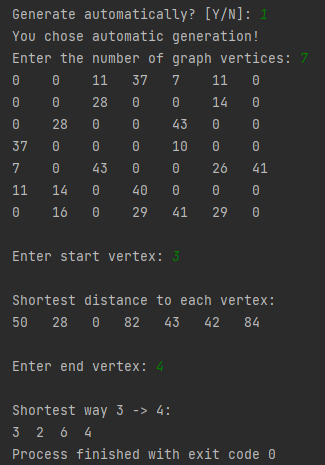 Generate automatically? [Y/N]: 1
You chose automatic generation!
Enter the number of graph vertices: 7
0 0 11 37 7 11 0
0 0 28 0 0 14 0
0 28 0 0 43 0 0
37 0 0 0 10 0 0
7 0 43 0 0 26 41
11 14 0 40 0 0 0
0 16 0 29 41 29 0
Enter start vertex: 3
Shortest distance to each vertex:
50 28 0 82 43 42 84
Enter end vertex: 4
Shortest way 3 -> 4:
3 2 6 4
Process finished with exit code 0